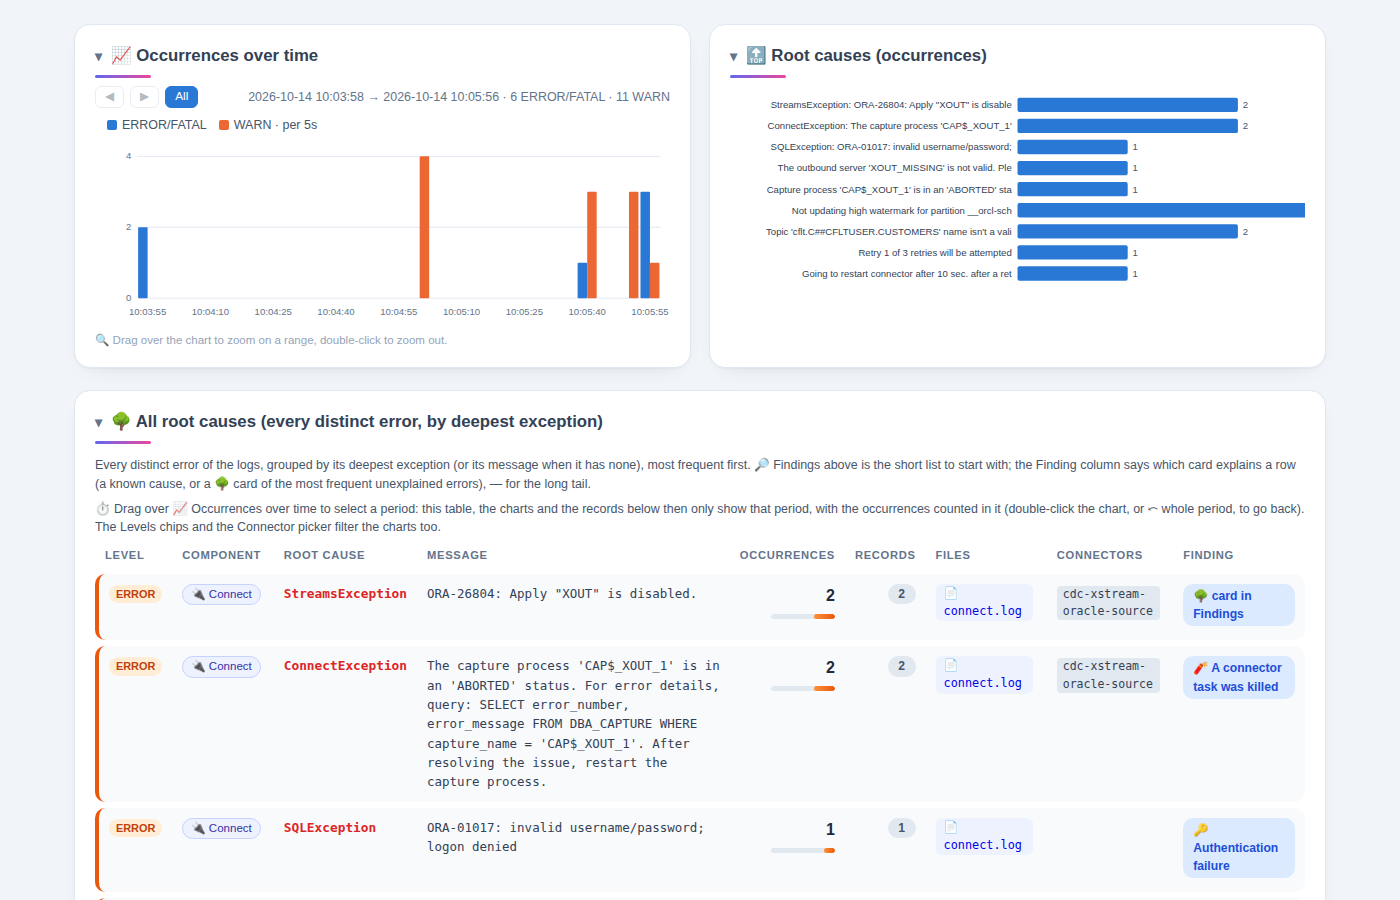 ▼ 📈 Occurrences over time
◀ ▶ All 2026-10-14 10:03:58 → 2026-10-14 10:05:56 · 6 ERROR/FATAL · 11 WARN
ERROR/FATAL WARN · per 5s
4
2
0
10:03:55 10:04:10 10:04:25 10:04:40 10:04:55 10:05:10 10:05:25 10:05:40 10:05:55
🔍 Drag over the chart to zoom on a range, double-click to zoom out.
▼ 🔝 Root causes (occurrences)
StreamsException: ORA-26804: Apply "XOUT" is disable 2
ConnectException: The capture process 'CAP$_XOUT_1' 2
SQLException: ORA-01017: invalid username/password; 1
The outbound server 'XOUT_MISSING' is not valid. Ple 1
Capture process 'CAP$_XOUT_1' is in an 'ABORTED' sta 1
Not updating high watermark for partition __orcl-sch
Topic 'cflt.C##CFLTUSER.CUSTOMERS' name isn't a vali 2
Retry 1 of 3 retries will be attempted 1
Going to restart connector after 10 sec. after a ret 1
▼ 🌳 All root causes (every distinct error, by deepest exception)
Every distinct error of the logs, grouped by its deepest exception (or its message when it has none), most frequent first. 🔎 Findings above is the short list to start with; the Finding column says which card explains a row
(a known cause, or a 🌳 card of the most frequent unexplained errors), — for the long tail.
⏱️ Drag over 📈 Occurrences over time to select a period: this table, the charts and the records below then only show that period, with the occurrences counted in it (double-click the chart, or ⤺ whole period, to go back).
The Levels chips and the Connector picker filter the charts too.
LEVEL COMPONENT ROOT CAUSE MESSAGE OCCURRENCES RECORDS FILES CONNECTORS FINDING
ERROR 🔌 Connect StreamsException ORA-26804: Apply "XOUT" is disabled. 2 2 📄 cdc-xstream- 🌳 card in
connect.log oracle-source Findings
ERROR 🔌 Connect ConnectException The capture process 'CAP$_XOUT_1' is in 2 2 📄 cdc-xstream- 🧨 A connector
an 'ABORTED' status. For error details, connect.log oracle-source task was killed
query: SELECT error_number,
error_message FROM DBA_CAPTURE WHERE
capture_name = 'CAP$_XOUT_1'. After
resolving the issue, restart the
capture process.
ERROR 🔌 Connect SQLException ORA-01017: invalid username/password; 1 1 📄 🔑
logon denied connect.log Authentication
failure